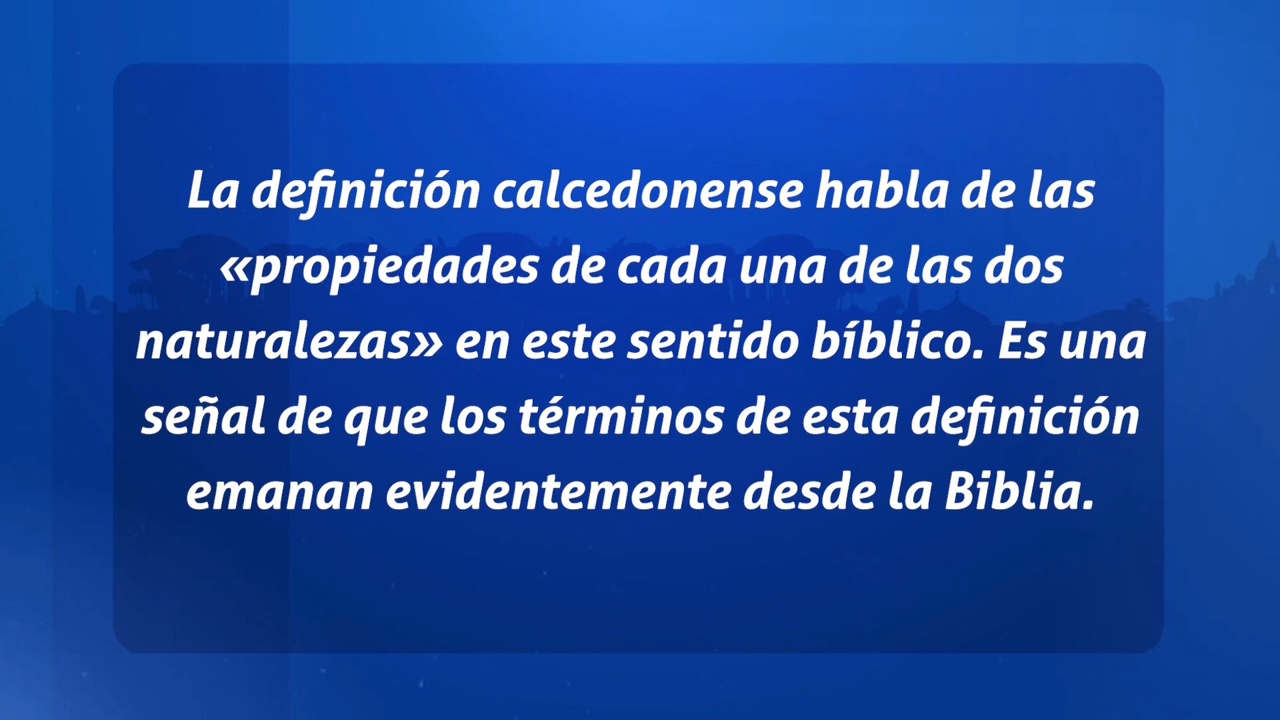 La definición calcedonense habla de las
«propiedades de cada una de las dos
naturalezas» en este sentido bíblico. Es una
señal de que los términos de esta definición
emanan evidentemente desde la Biblia.